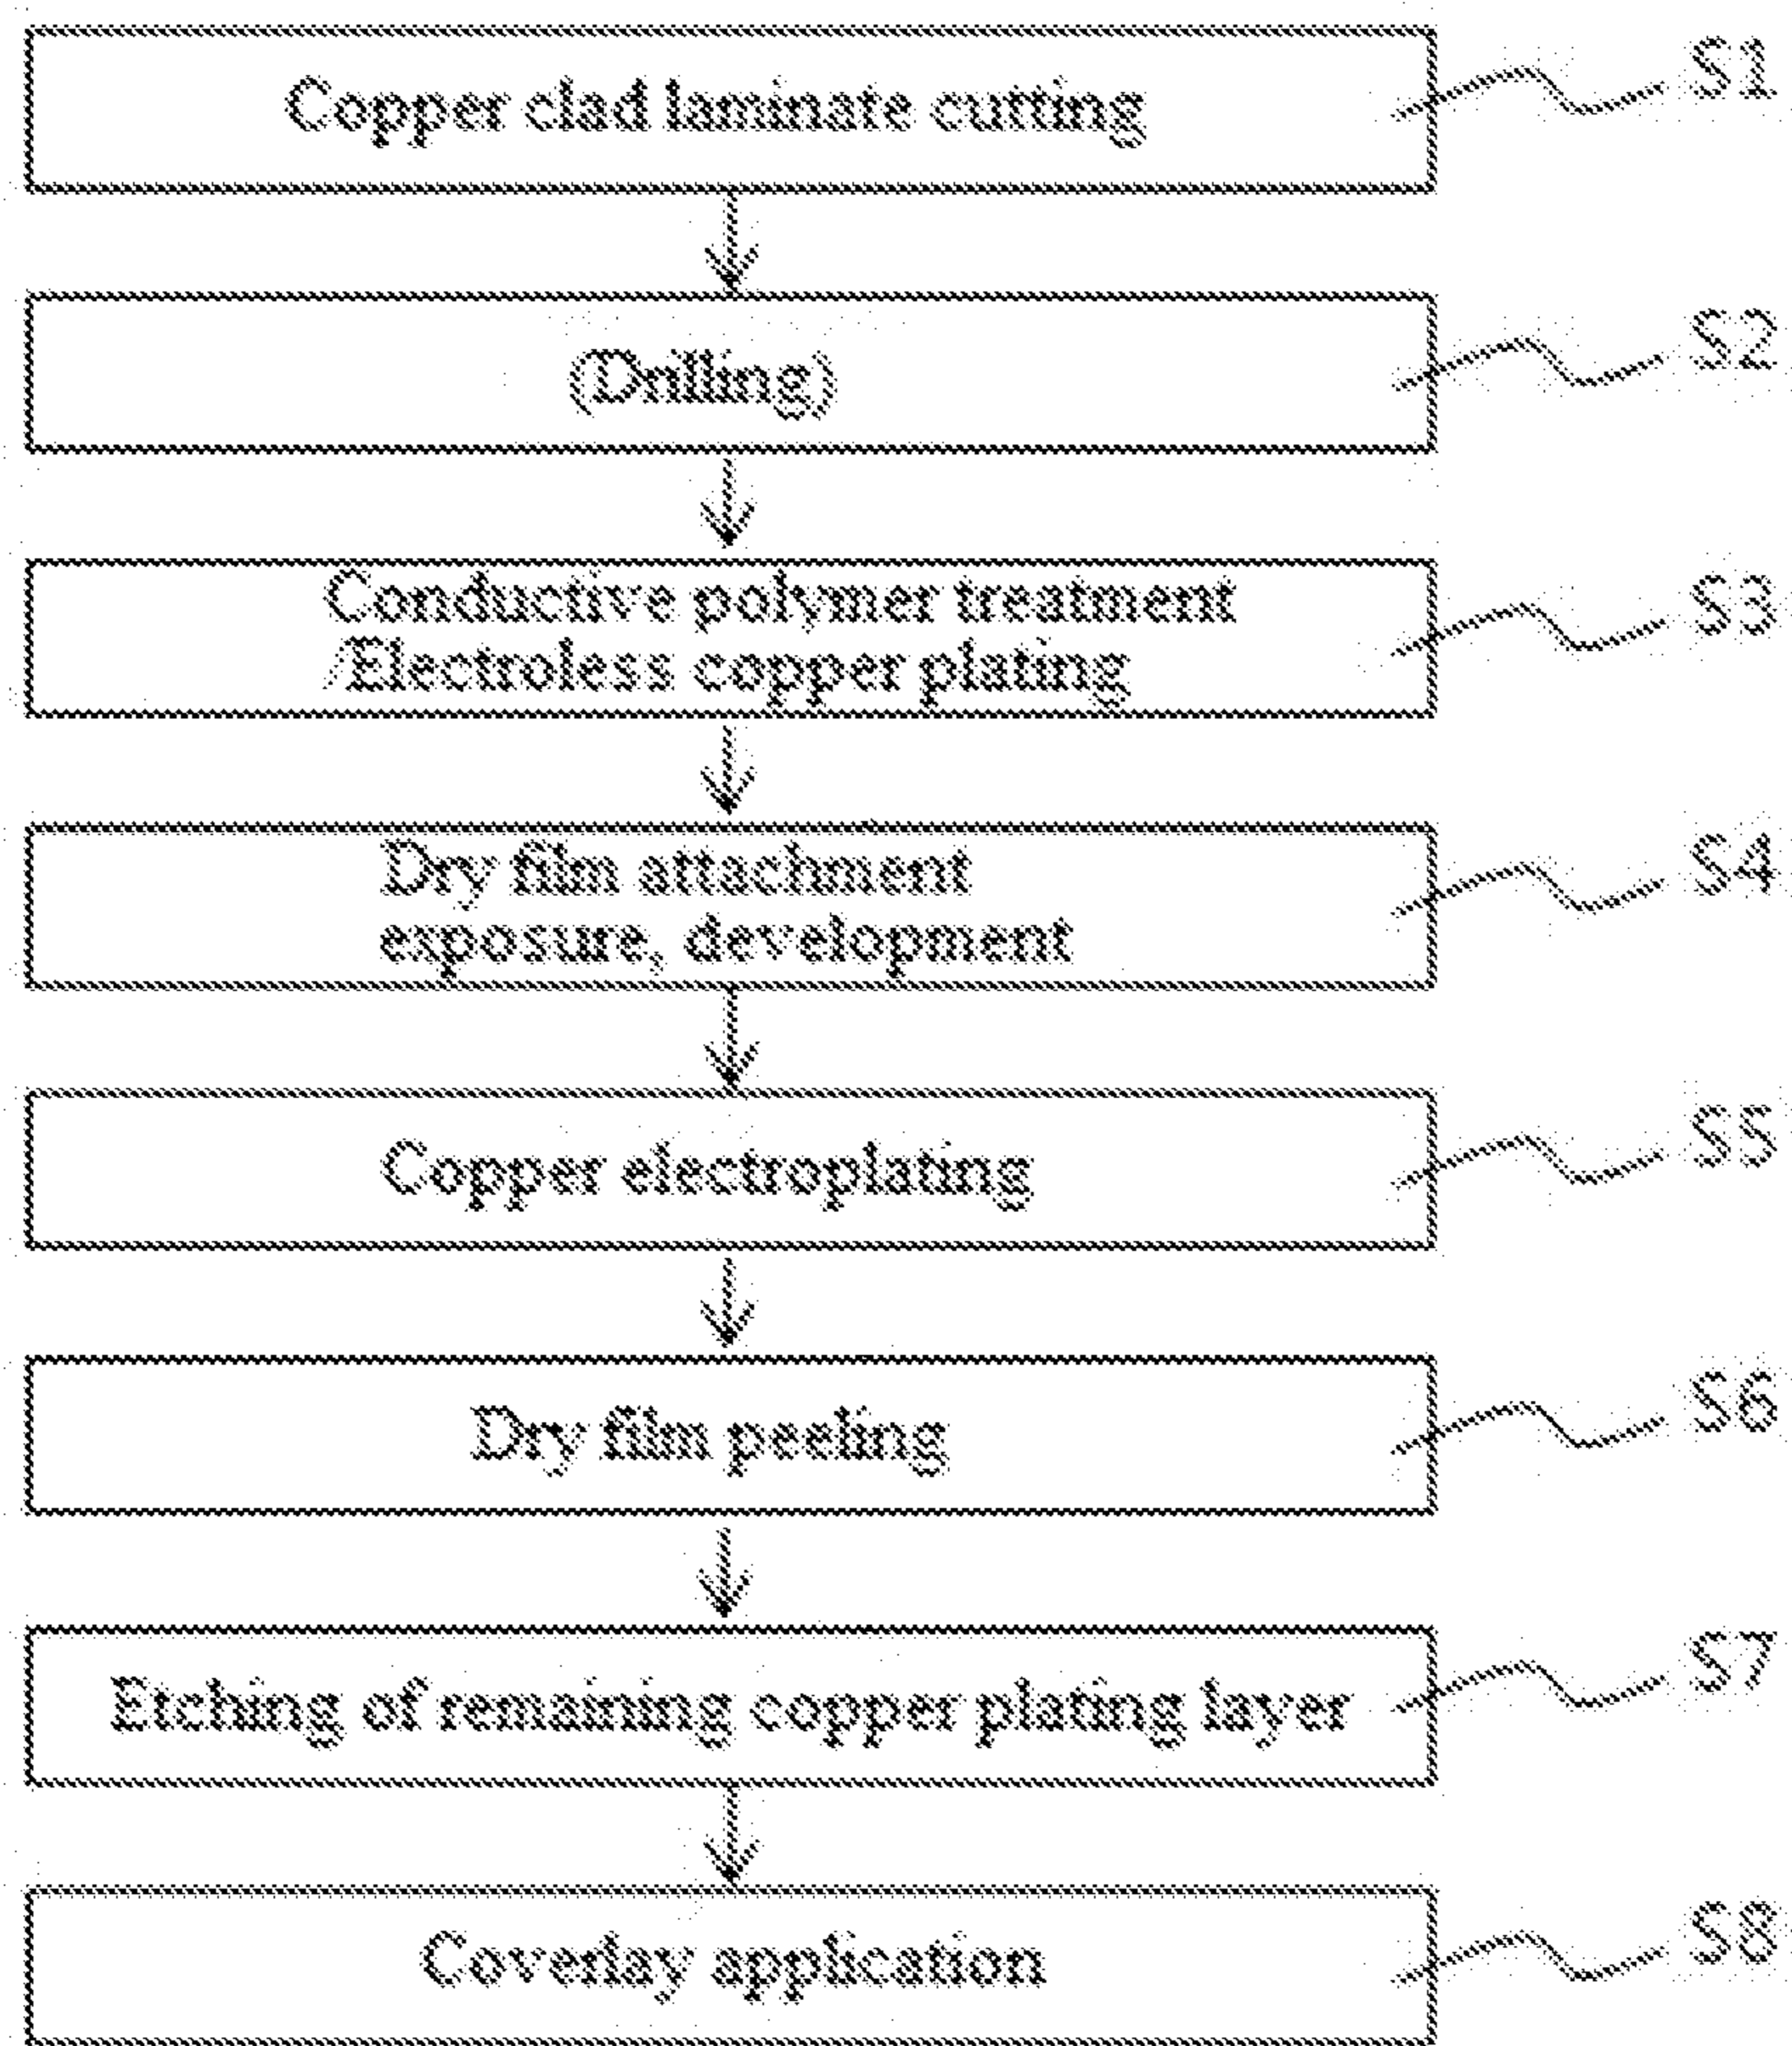 Copper clad laminate cutting
S1
(Drilling)
S2
Conductive polymer treatment
/Electroless copper plating
S3
Dry film attachment
exposure, development
S4
Copper electroplating
S5
Dry film peeling
S6
Etching of remaining copper plating layer
S7
Coverlay application
S8